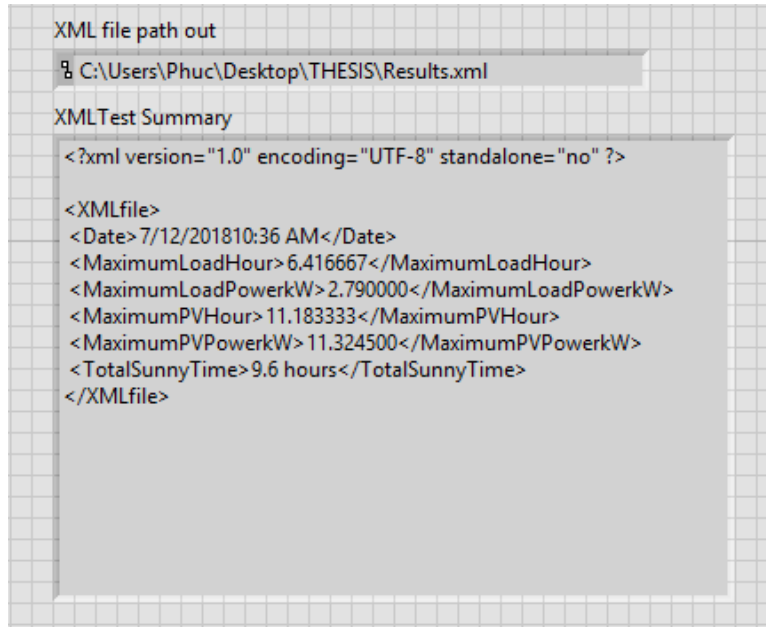 XML file path out
C:\Users\Phuc\Desktop\THESIS\Results.xml
XMLTest Summary
<?xml version="1.0" encoding="UTF-8" standalone="no" ?>
<XMLfile>
<Date>7/12/201810:36 AM</Date>
<MaximumLoadHour>6.416667</MaximumLoadHour>
<MaximumLoadPowerkW>2.790000</MaximumLoadPowerkW>
<MaximumPVHour>11.183333</MaximumPVHour>
<MaximumPVPowerkW>11.324500</MaximumPVPowerkW>
<TotalSunnyTime>9.6 hours</TotalSunnyTime>
</XMLfile>